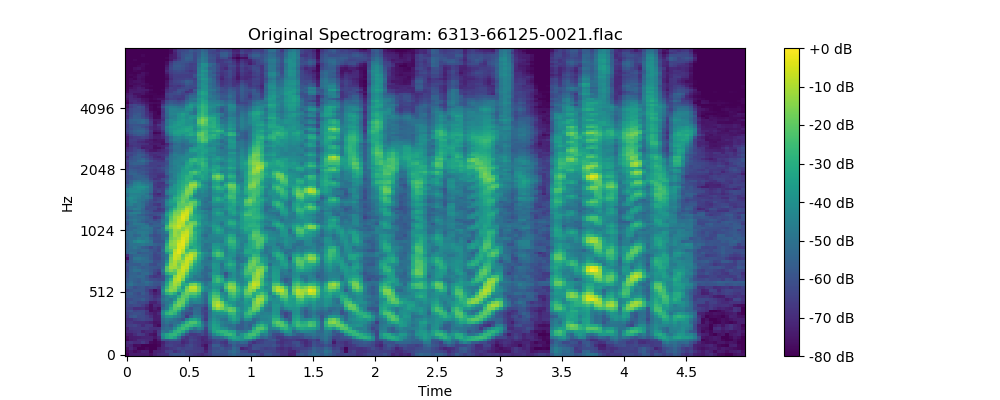 Original Spectrogram: 6313-66125-0021.flac
Hz
4096
2048
1024
512
0
0 0.5 1 1.5 2 2.5 3 3.5 4 4.5
Time
+0 dB
-10 dB
-20 dB
-30 dB
-40 dB
-50 dB
-60 dB
-70 dB
-80 dB